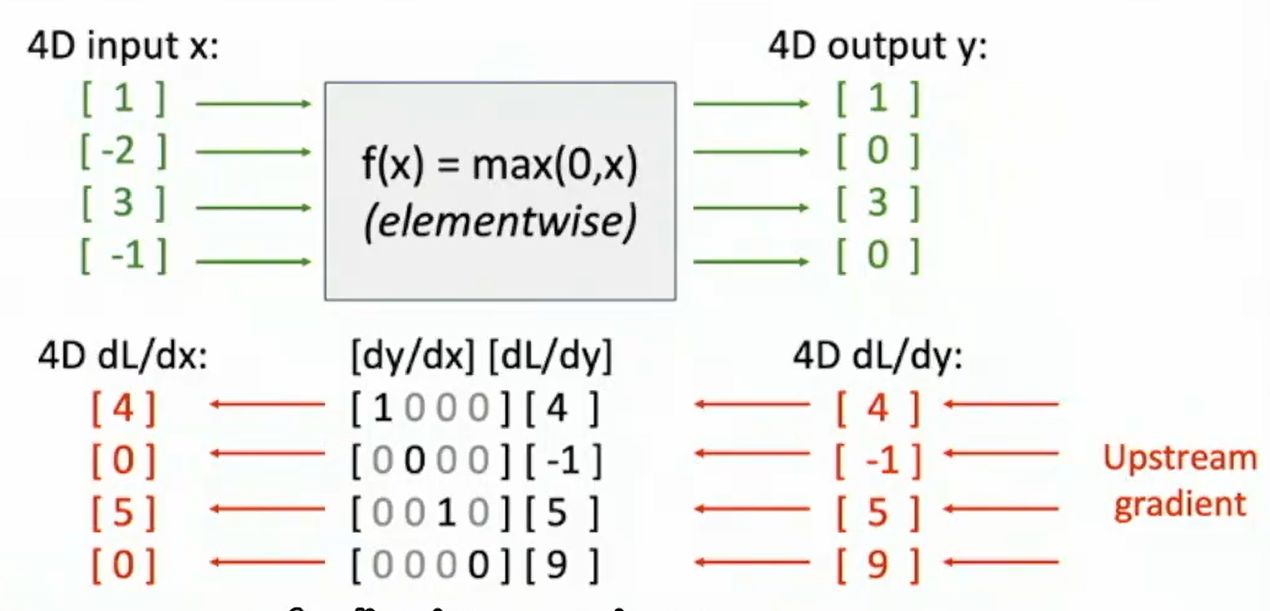 4D input x:
4D output y:
[ 1 ]
[ -2 ]
[ 3 ]
[ -1 ]
f(x) = max(0,x)
(elementwise)
[ 1 ]
[ 0 ]
[ 3 ]
[ 0 ]
4D dL/dx:
[dy/dx] [dL/dy]
4D dL/dy:
[ 4 ]
[ 0 ]
[ 5 ]
[ 0 ]
[ 1 0 0 0 ] [ 4 ]
[ 0 0 0 0 ] [ -1 ]
[ 0 0 1 0 ] [ 5 ]
[ 0 0 0 0 ] [ 9 ]
[ 4 ]
[ -1 ]
[ 5 ]
[ 9 ]
Upstream
gradient